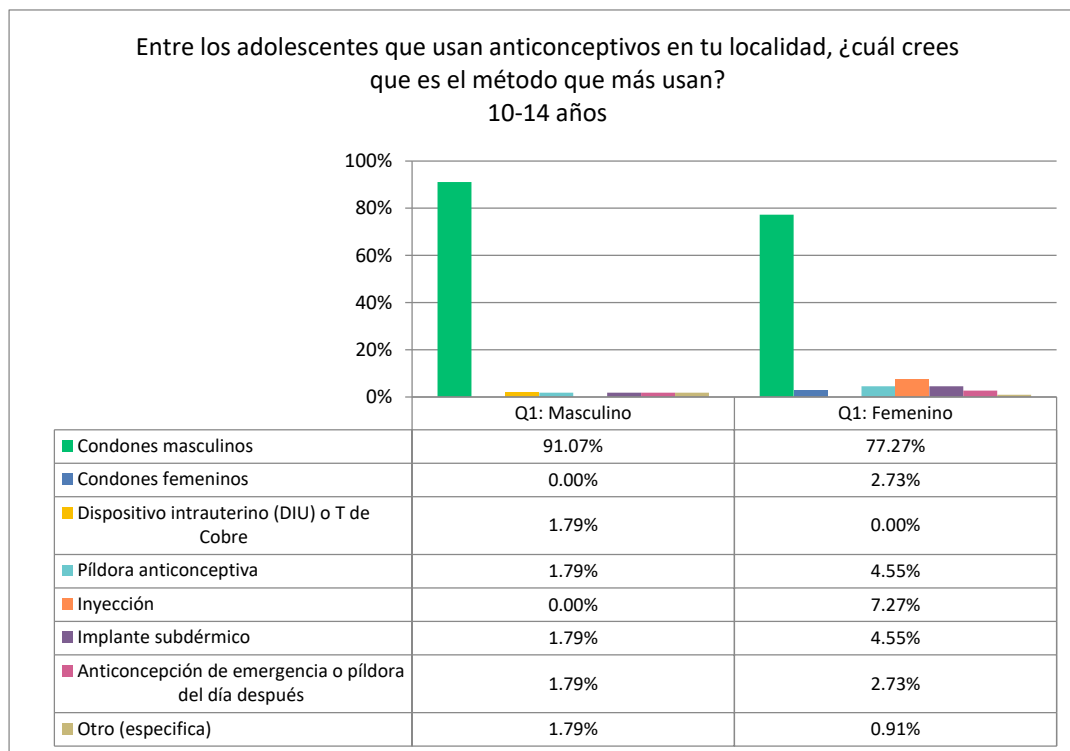 Entre los adolescentes que usan anticonceptivos en tu localidad, ¿cuál crees
que es el método que más usan?
10-14 años
100%
80%
60%
40%
20%
0%
Q1: Masculino Q1: Femenino
Condones masculinos 91.07% 77.27%
Condones femeninos 0.00% 2.73%
Dispositivo intrauterino (DIU) o T de
Cobre 1.79% 0.00%
Píldora anticonceptiva 1.79% 4.55%
Inyección 0.00% 7.27%
Implante subdérmico 1.79% 4.55%
Anticoncepción de emergencia o píldora
del día después 1.79% 2.73%
Otro (especifica) 1.79% 0.91%